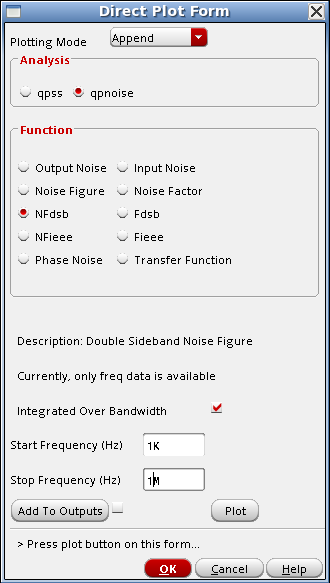 Direct Plot Form
Plotting Mode Append
Analysis
qpss qpnoise
Function
Output Noise Input Noise
Noise Figure Noise Factor
NFdsb Fdsb
NFieee Fieee
Phase Noise Transfer Function
Description: Double Sideband Noise Figure
Currently, only freq data is available
Integrated Over Bandwidth
Start Frequency (Hz) 1K
Stop Frequency (Hz) 1M
Add To Outputs Plot
> Press plot button on this form...
OK Cancel Help